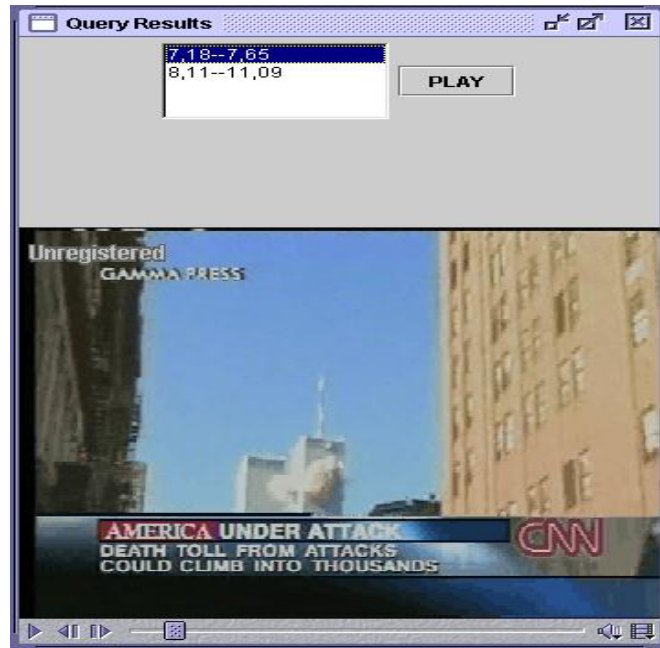 Query Results
7,18--7,65
8,11--11,09
PLAY
Unregistered
GAMMA PRESS
AMERICA UNDER ATTACK
CNN
DEATH TOLL FROM ATTACKS
COULD CLIMB INTO THOUSANDS